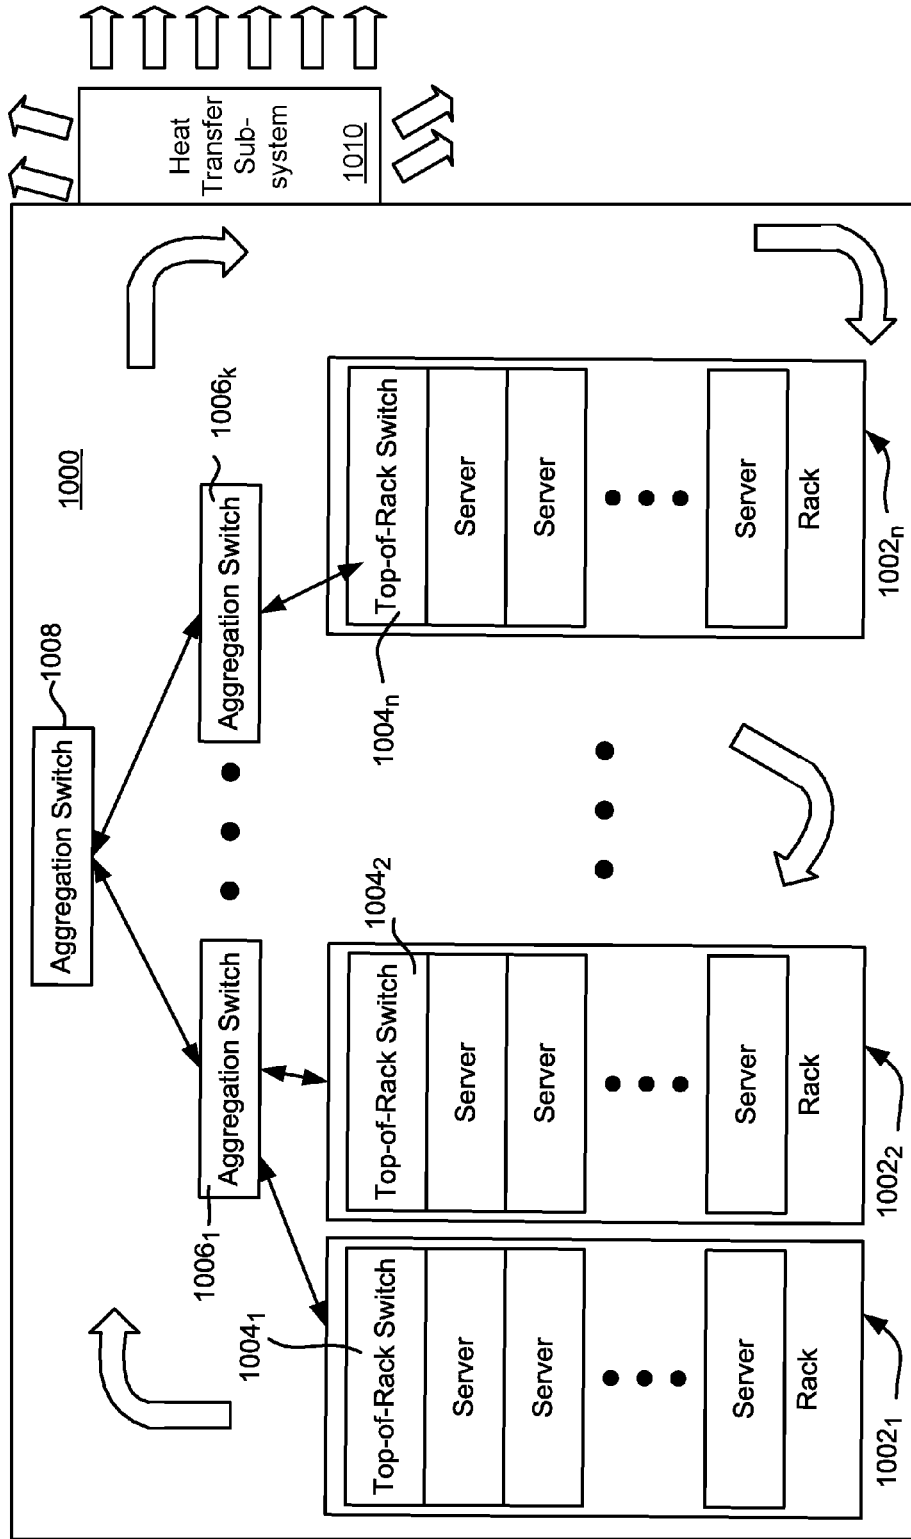 1000
1008
Aggregation Switch
1006₁
Aggregation Switch
Aggregation Switch
1006ₖ
Heat
Transfer
Sub-
system
1010
1004₁
Top-of-Rack Switch
Server
Server
Server
Rack
1002₁
1004₂
Top-of-Rack Switch
Server
Server
Server
Rack
1002₂
1004ₙ
Top-of-Rack Switch
Server
Server
Server
Rack
1002ₙ